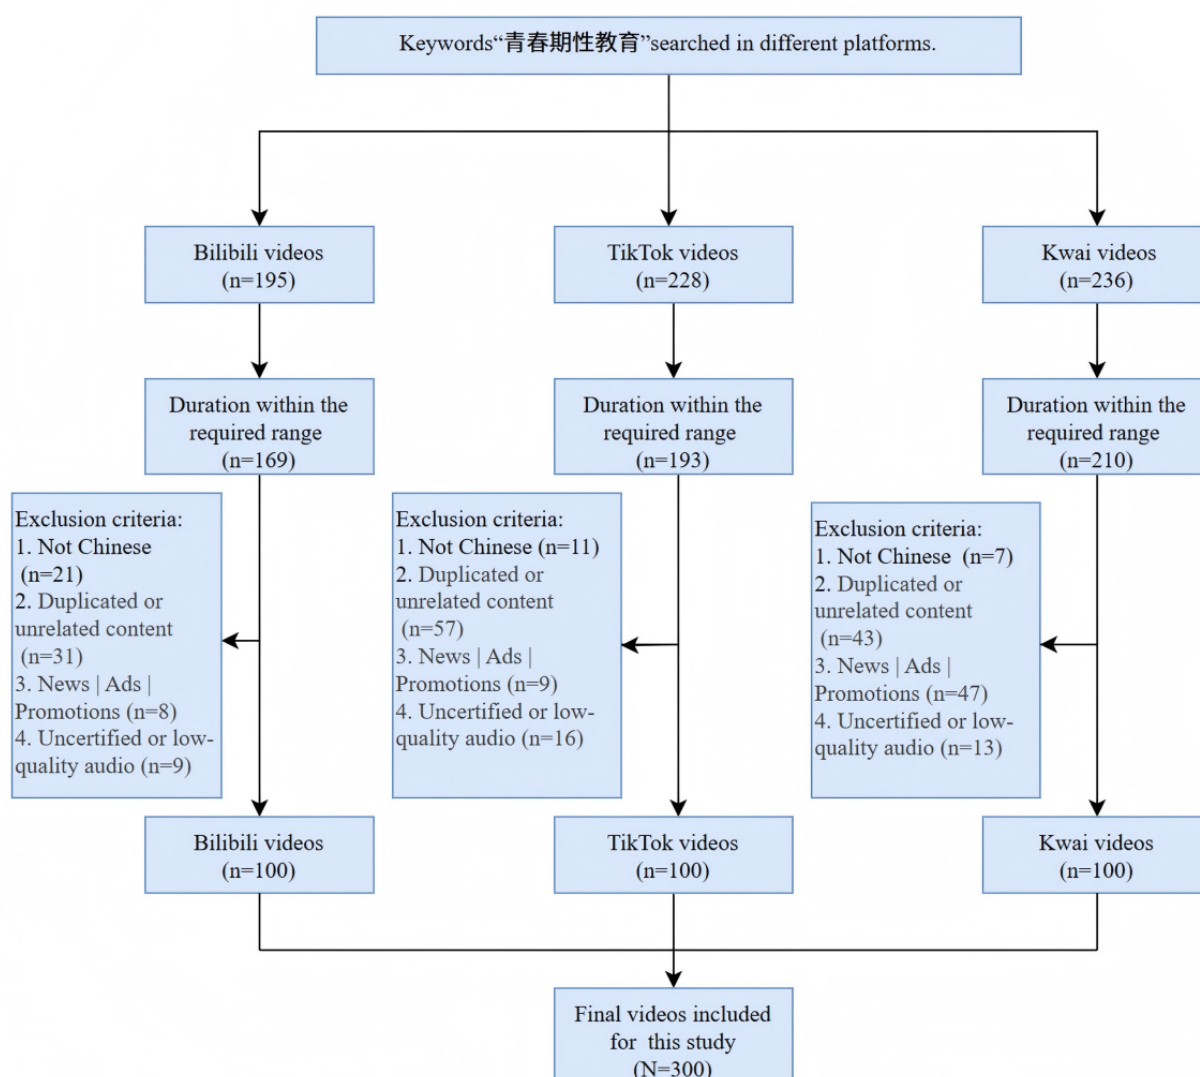 Keywords“青春期性教育”searched in different platforms.
Bilibili videos
(n=195)
TikTok videos
(n=228)
Kwai videos
(n=236)
Duration within the
required range
(n=169)
Duration within the
required range
(n=193)
Duration within the
required range
(n=210)
Exclusion criteria:
1. Not Chinese
(n=21)
2. Duplicated or
unrelated content
(n=31)
3. News | Ads |
Promotions (n=8)
4. Uncertified or low-
quality audio (n=9)
Exclusion criteria:
1. Not Chinese (n=11)
2. Duplicated or
unrelated content
(n=57)
3. News | Ads |
Promotions (n=9)
4. Uncertified or low-
quality audio (n=16)
Exclusion criteria:
1. Not Chinese (n=7)
2. Duplicated or
unrelated content
(n=43)
3. News | Ads |
Promotions (n=47)
4. Uncertified or low-
quality audio (n=13)
Bilibili videos
(n=100)
TikTok videos
(n=100)
Kwai videos
(n=100)
Final videos included
for this study
(N=300)